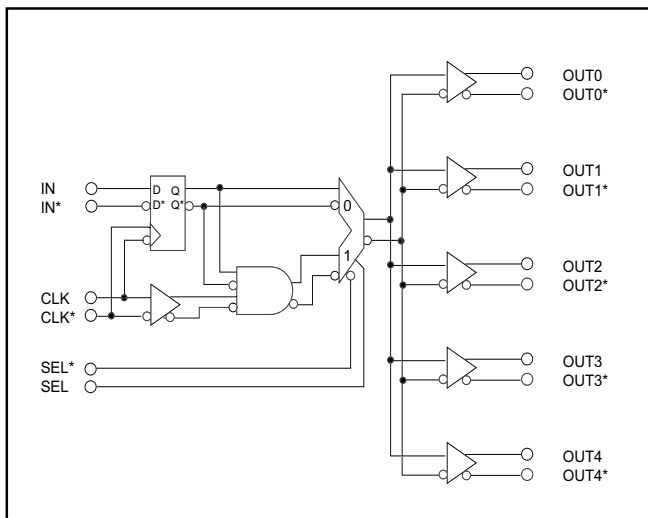 IN
IN*
D Q
D* Q*
0
1
CLK
CLK*
SEL*
SEL
OUT0
OUT0*
OUT1
OUT1*
OUT2
OUT2*
OUT3
OUT3*
OUT4
OUT4*